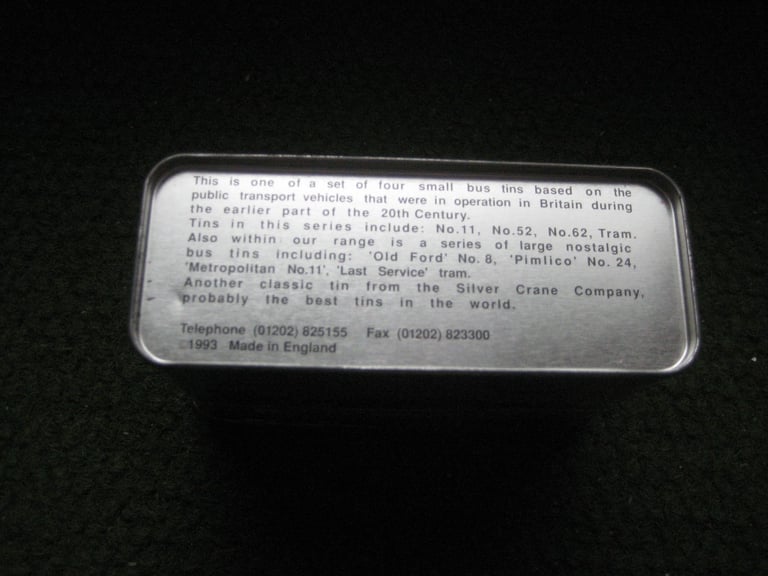 This is one of a set of four small bus tins based on the
public transport vehicles that were in operation in Britain during
the earlier part of the 20th Century.
Tins in this series include: No.11, No.52, No.62, Tram.
Also within our range is a series of large nostalgic
bus tins including: 'Old Ford' No. 8, 'Pimlico' No. 24,
'Metropolitan No.11', 'Last Service' tram.
Another classic tin from the Silver Crane Company,
probably the best tins in the world.
Telephone (01202) 825155 Fax (01202) 823300
©1993 Made in England